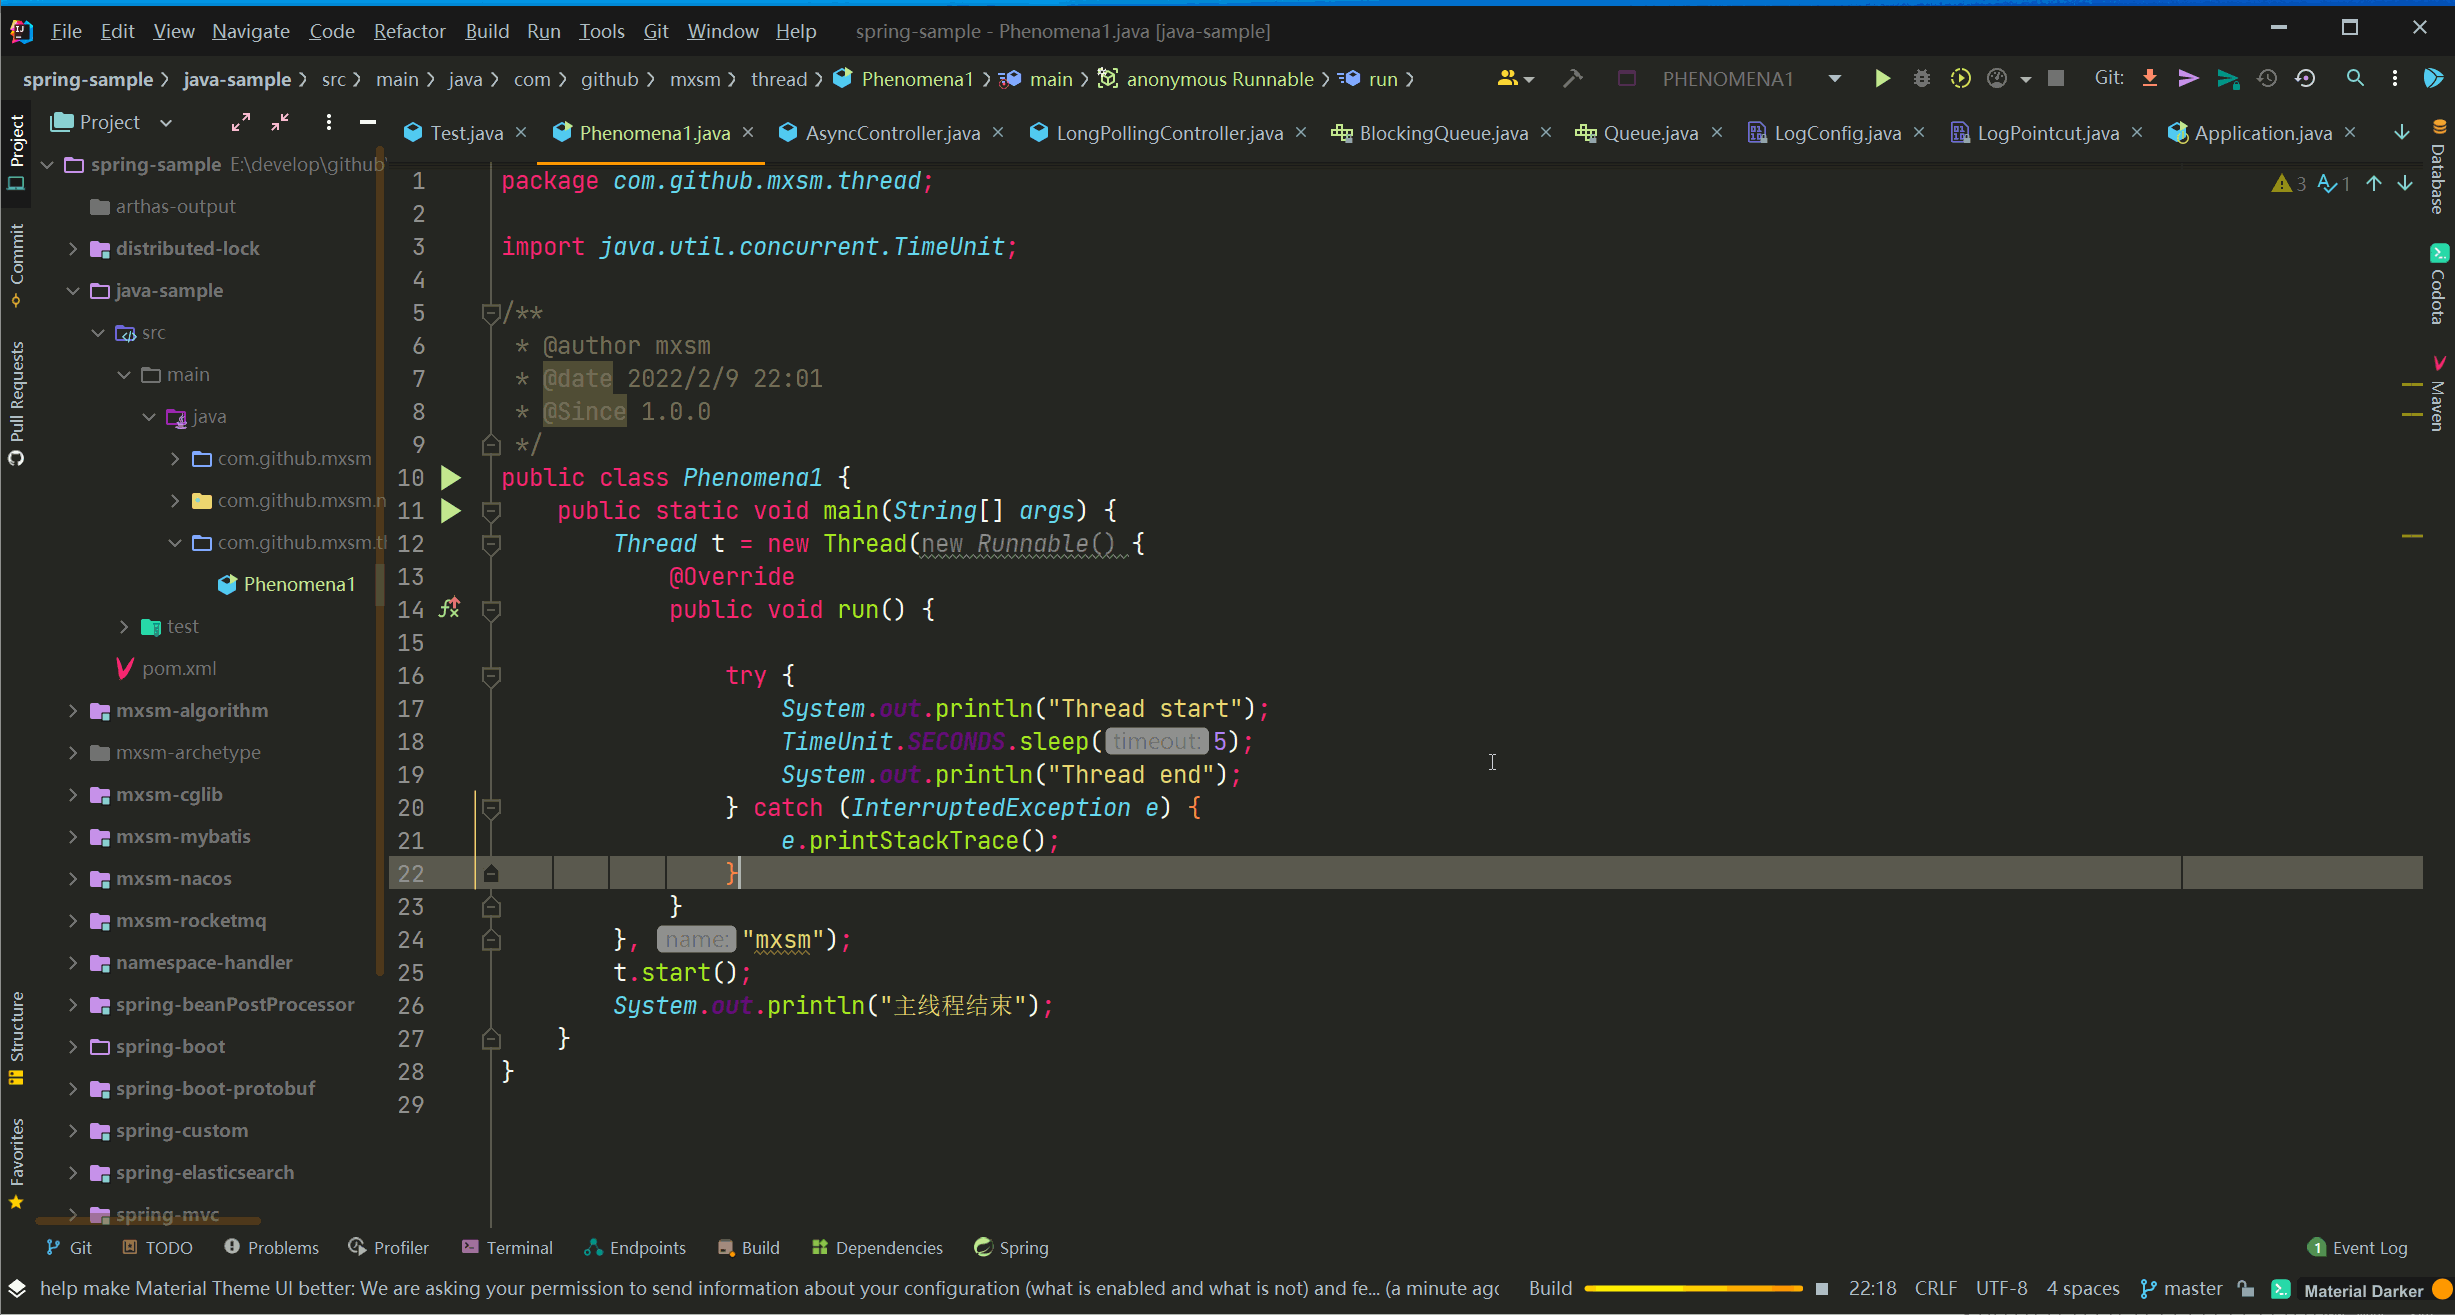 File Edit View Navigate Code Refactor Build Run Tools Git Window Help spring-sample - Phenomena1.java [java-sample]
spring-sample java-sample src main java com github mxsm thread Phenomena1 main anonymous Runnable run PHENOMENA1 Git:
Project
Test.java Phenomena1.java AsyncController.java LongPollingController.java BlockingQueue.java Queue.java LogConfig.java LogPointcut.java Application.java
Project
Commit
Pull Requests
Structure
Favorites
spring-sample E:\develop\github
arthas-output
distributed-lock
java-sample
src
main
java
com.github.mxsm
com.github.mxsm.n
com.github.mxsm.t
Phenomena1
test
pom.xml
mxsm-algorithm
mxsm-archetype
mxsm-cglib
mxsm-mybatis
mxsm-nacos
mxsm-rocketmq
namespace-handler
spring-beanPostProcessor
spring-boot
spring-boot-protobuf
spring-custom
spring-elasticsearch
spring-mvc
1 package com.github.mxsm.thread;
2
3 import java.util.concurrent.TimeUnit;
4
5 /**
6 * @author mxsm
7 * @date 2022/2/9 22:01
8 * @Since 1.0.0
9 */
10 public class Phenomena1 {
11 public static void main(String[] args) {
12 Thread t = new Thread(new Runnable() {
13 @Override
14 public void run() {
15
16 try {
17 System.out.println("Thread start");
18 TimeUnit.SECONDS.sleep( timeout: 5);
19 System.out.println("Thread end");
20 } catch (InterruptedException e) {
21 e.printStackTrace();
22 }
23 }
24 }, name: "mxsm");
25 t.start();
26 System.out.println("主线程结束");
27 }
28 }
29
3 1
Database
Codota
Maven
Git TODO Problems Profiler Terminal Endpoints Build Dependencies Spring 1 Event Log
help make Material Theme UI better: We are asking your permission to send information about your configuration (what is enabled and what is not) and fe... (a minute agc Build 22:18 CRLF UTF-8 4 spaces master Material Darker